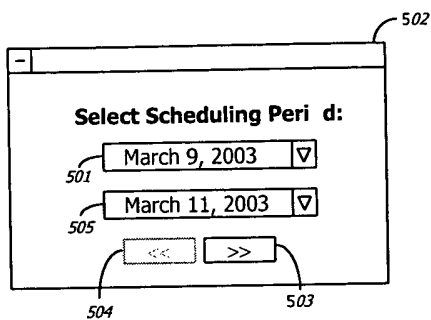 502
Select Scheduling Peri d:
March 9, 2003
501
March 11, 2003
505
<< >>
504 503